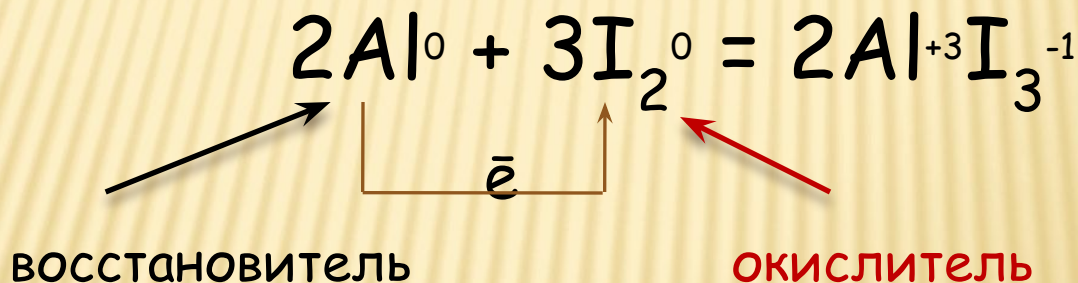 2Al⁰ + 3I₂⁰ = 2Al⁺³I₃⁻¹
ē
восстановитель окислитель